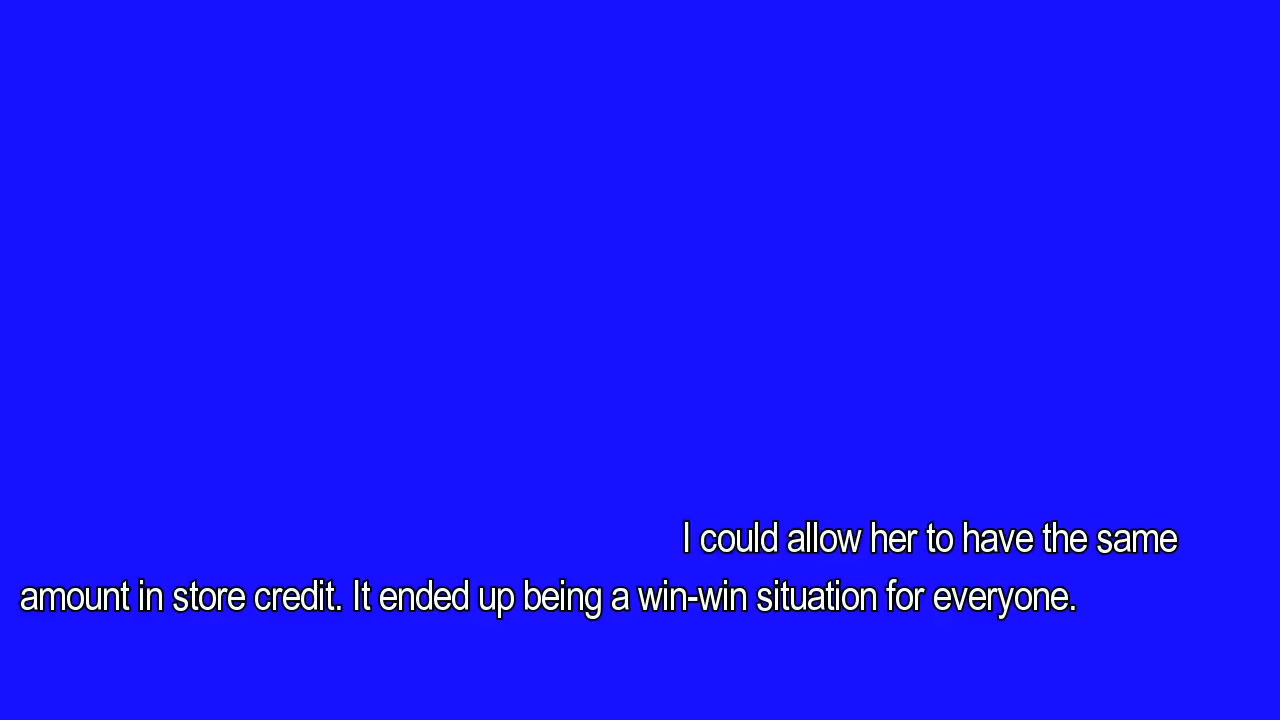 I could allow her to have the same
amount in store credit. It ended up being a win-win situation for everyone.